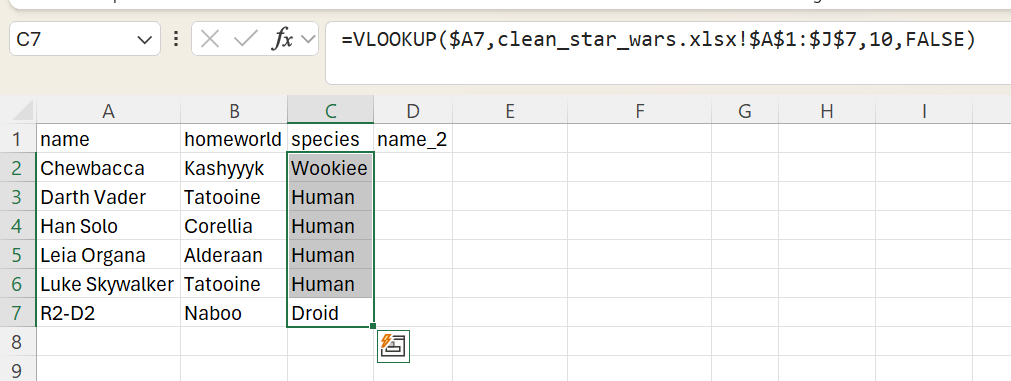 C7 fx =VLOOKUP($A7,clean_star_wars.xlsx!$A$1:$J$7,10,FALSE)
A B C D E F G H I
1 name homeworld species name_2
2 Chewbacca Kashyyyk Wookiee
3 Darth Vader Tatooine Human
4 Han Solo Corellia Human
5 Leia Organa Alderaan Human
6 Luke Skywalker Tatooine Human
7 R2-D2 Naboo Droid
8
9